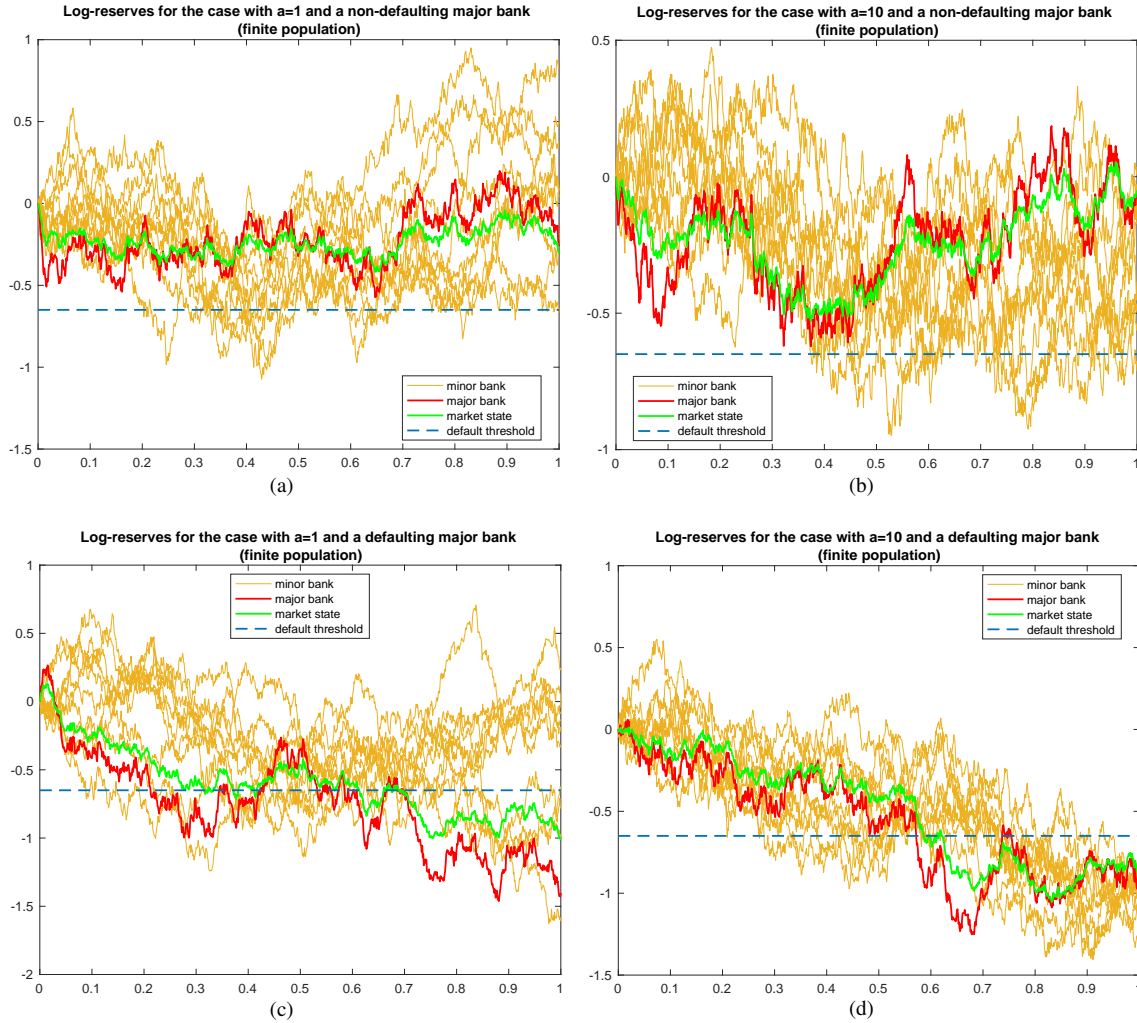 Log-reserves for the case with a=1 and a non-defaulting major bank
(finite population)
1
0.5
0
-0.5
-1
-1.5
0 0.1 0.2 0.3 0.4 0.5 0.6 0.7 0.8 0.9 1
minor bank
major bank
market state
default threshold
(a)
Log-reserves for the case with a=10 and a non-defaulting major bank
(finite population)
0.5
0
-0.5
-1
0 0.1 0.2 0.3 0.4 0.5 0.6 0.7 0.8 0.9 1
minor bank
major bank
market state
default threshold
(b)
Log-reserves for the case with a=1 and a defaulting major bank
(finite population)
1
0.5
0
-0.5
-1
-1.5
-2
0 0.1 0.2 0.3 0.4 0.5 0.6 0.7 0.8 0.9 1
minor bank
major bank
market state
default threshold
(c)
Log-reserves for the case with a=10 and a defaulting major bank
(finite population)
1
0.5
0
-0.5
-1
-1.5
0 0.1 0.2 0.3 0.4 0.5 0.6 0.7 0.8 0.9 1
minor bank
major bank
market state
default threshold
(d)